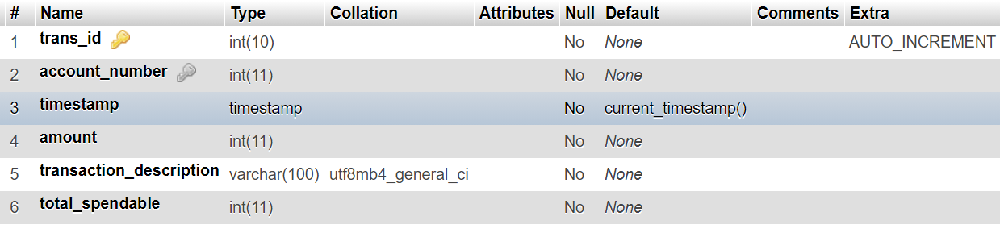 # Name Type Collation Attributes Null Default Comments Extra
1 trans_id int(10) No None AUTO_INCREMENT
2 account_number int(11) No None
3 timestamp timestamp No current_timestamp()
4 amount int(11) No None
5 transaction_description varchar(100) utf8mb4_general_ci No None
6 total_spendable int(11) No None